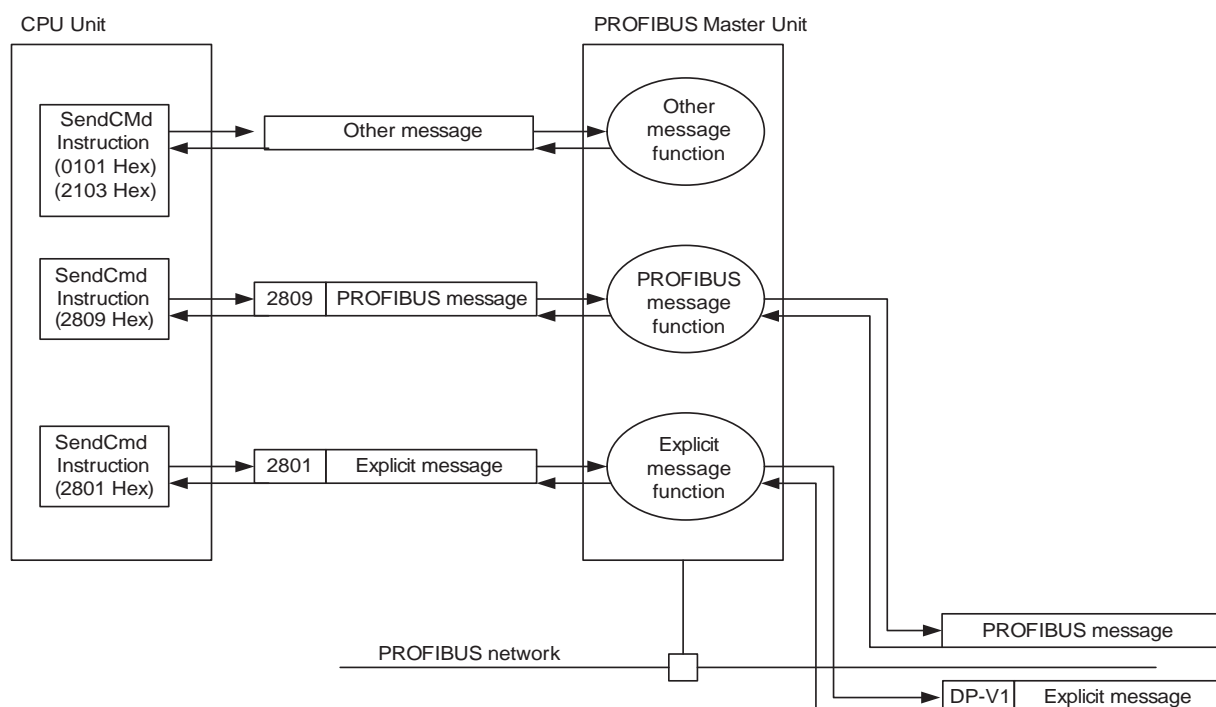 CPU Unit
PROFIBUS Master Unit
SendCMd
Instruction
(0101 Hex)
(2103 Hex)
Other message
Other
message
function
SendCmd
Instruction
(2809 Hex)
2809 PROFIBUS message
PROFIBUS
message
function
SendCmd
Instruction
(2801 Hex)
2801 Explicit message
Explicit
message
function
PROFIBUS message
PROFIBUS network
DP-V1 Explicit message